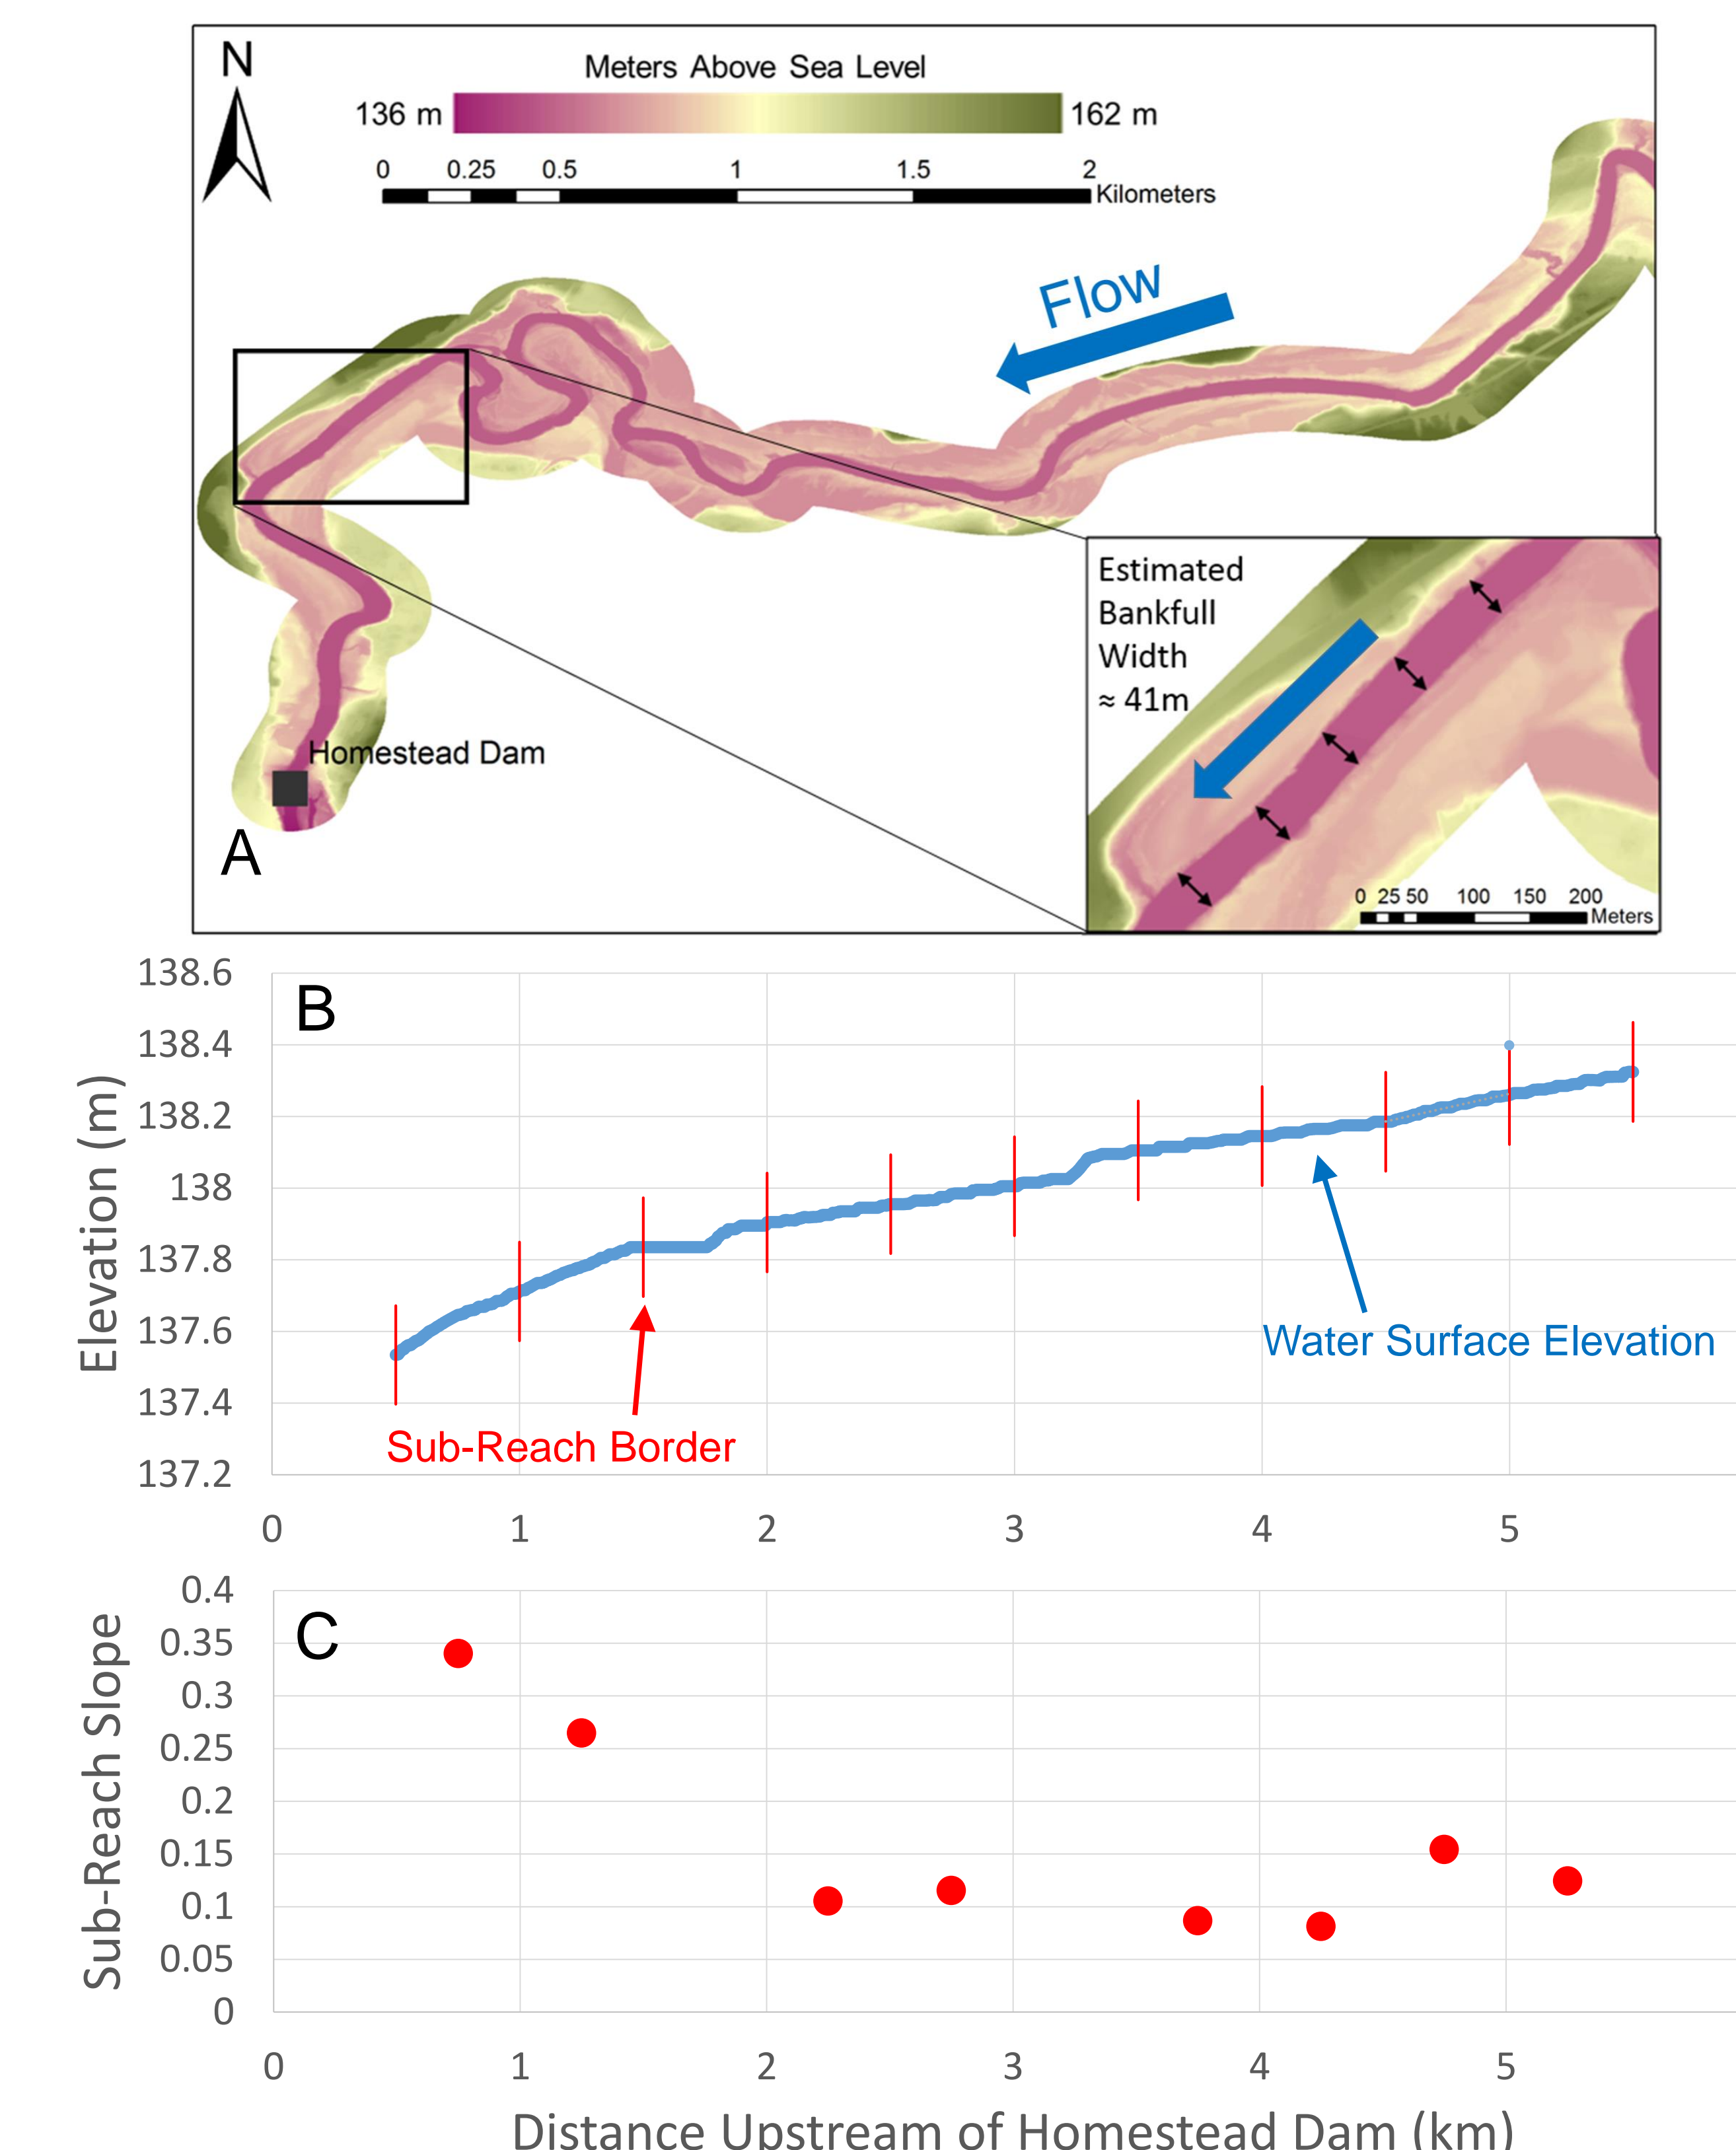 N
Meters Above Sea Level
136 m 162 m
0 0.25 0.5 1 1.5 2
Kilometers
Flow
Homestead Dam
A
Estimated
Bankfull
Width
≈ 41m
0 25 50 100 150 200
Meters
B
Elevation (m)
138.6
138.4
138.2
138
137.8
137.6
137.4
137.2
Water Surface Elevation
Sub-Reach Border
0 1 2 3 4 5
C
Sub-Reach Slope
0.4
0.35
0.3
0.25
0.2
0.15
0.1
0.05
0
0 1 2 3 4 5
Distance Upstream of Homestead Dam (km)